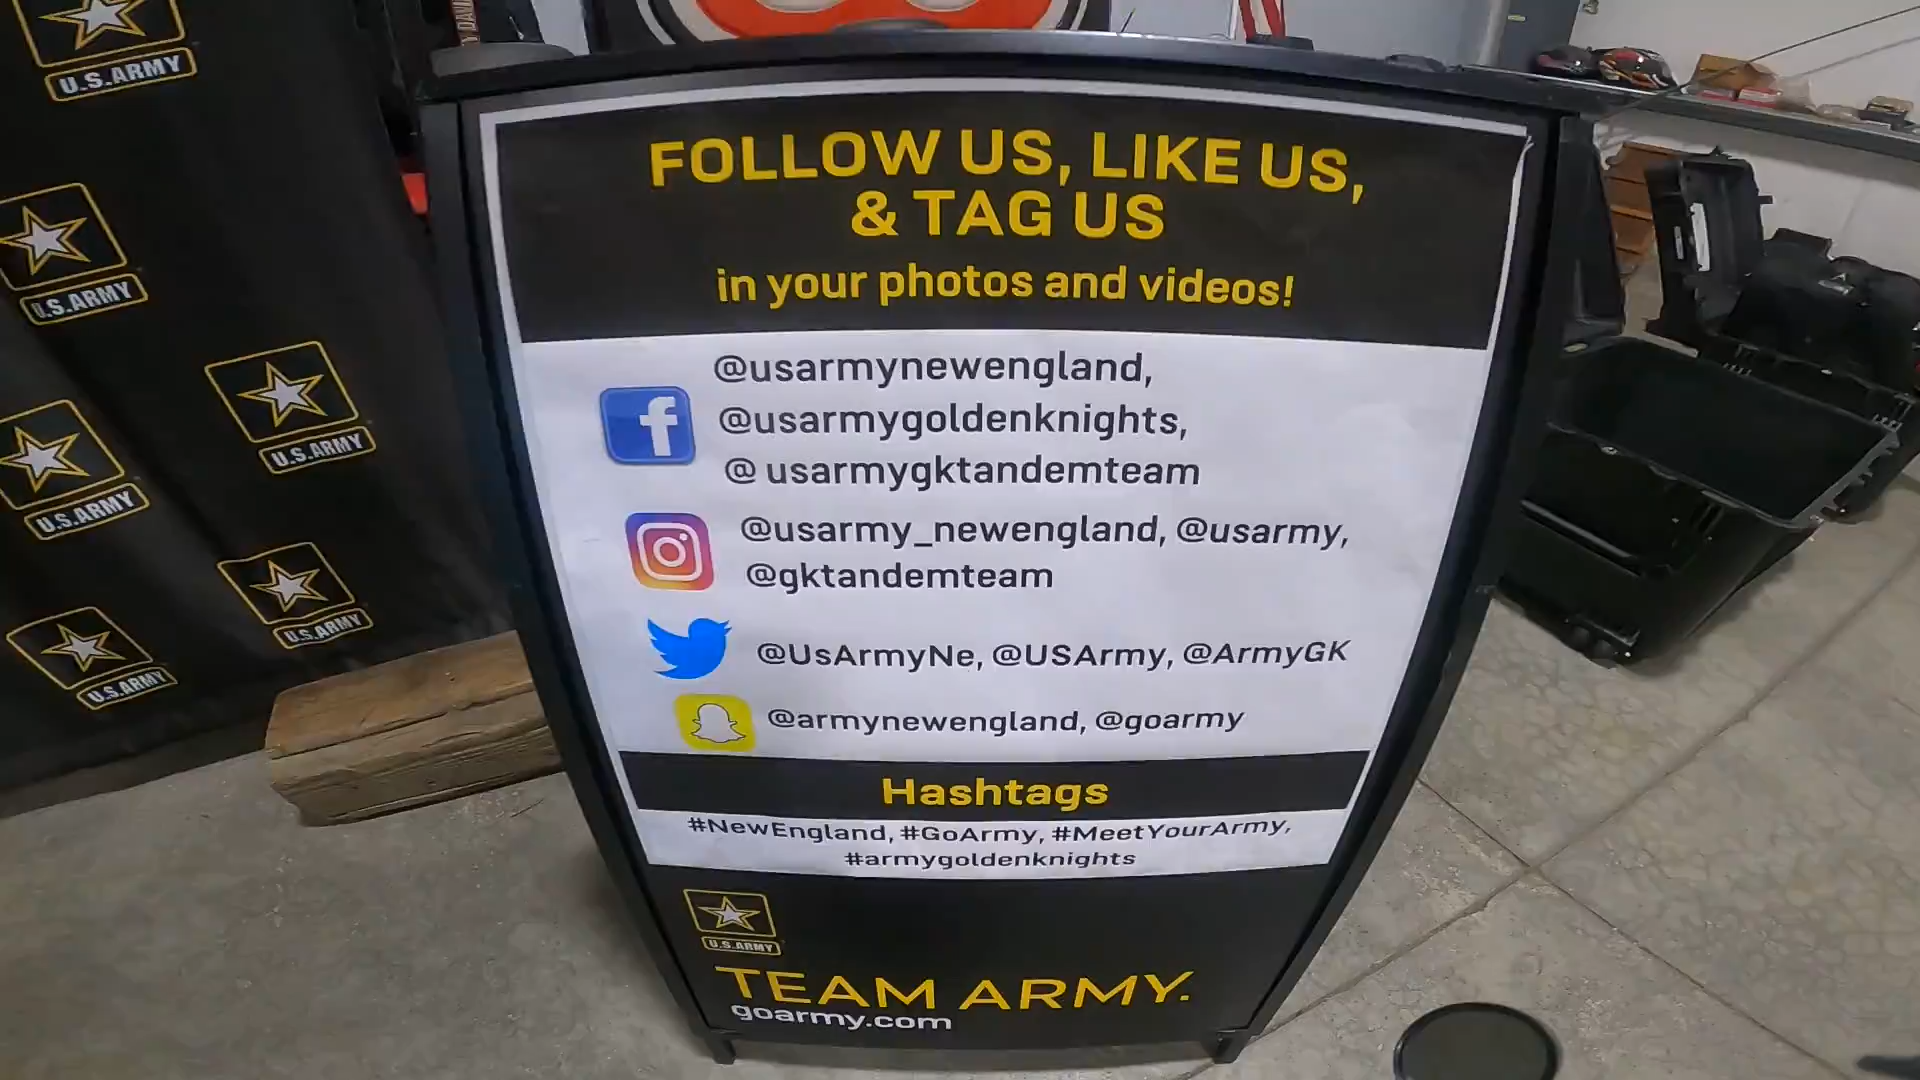 U.S.ARMY
U.S.ARMY
U.S.ARMY
U.S.ARMY
U.S.ARMY
U.S.ARMY
FOLLOW US, LIKE US,
& TAG US
in your photos and videos!
@usarmynewengland,
@usarmygoldenknights,
@ usarmygktandemteam
@usarmy_newengland, @usarmy,
@gktandemteam
@UsArmyNe, @USArmy, @ArmyGK
@armynewengland, @goarmy
Hashtags
#NewEngland, #GoArmy, #MeetYourArmy,
#armygoldenknights
U.S.ARMY
TEAM ARMY.
goarmy.com